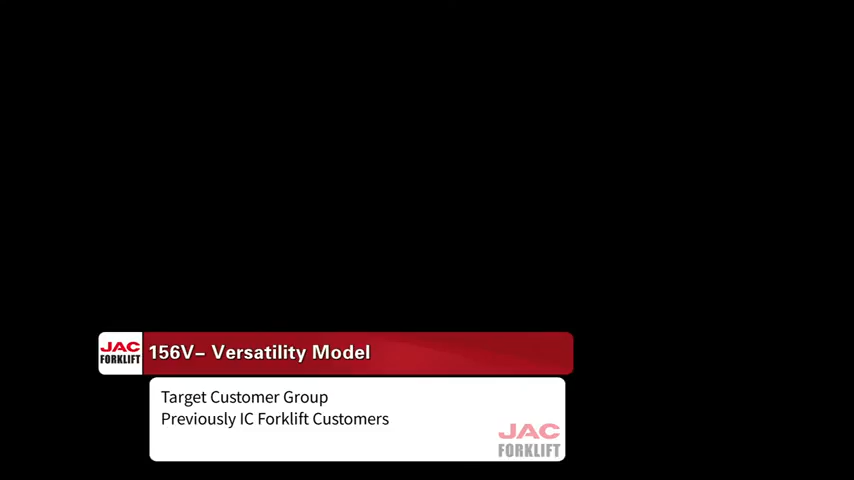 JAC
FORKLIFT
156V- Versatility Model
Target Customer Group
Previously IC Forklift Customers
JAC
FORKLIFT